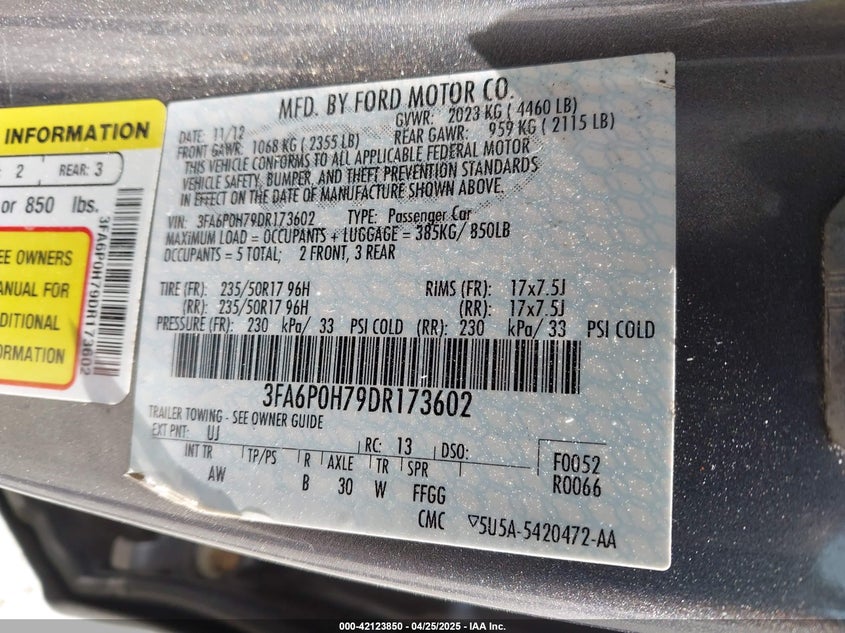 INFORMATION
2 REAR: 3
or 850 lbs.
SEE OWNERS
MANUAL FOR
ADDITIONAL
INFORMATION
3FA6P0H79DR173602
MFD. BY FORD MOTOR CO.
DATE: 11/12 GVWR: 2023 KG ( 4460 LB)
FRONT GAWR: 1068 KG ( 2355 LB) REAR GAWR: 959 KG ( 2115 LB)
THIS VEHICLE CONFORMS TO ALL APPLICABLE FEDERAL MOTOR
VEHICLE SAFETY, BUMPER, AND THEFT PREVENTION STANDARDS
IN EFFECT ON THE DATE OF MANUFACTURE SHOWN ABOVE.
VIN: 3FA6P0H79DR173602 TYPE: Passenger Car
MAXIMUM LOAD = OCCUPANTS + LUGGAGE = 385KG/ 850LB
OCCUPANTS = 5 TOTAL; 2 FRONT, 3 REAR
TIRE (FR): 235/50R17 96H RIMS (FR): 17x7.5J
(RR): 235/50R17 96H (RR): 17x7.5J
PRESSURE (FR): 230 kPa/ 33 PSI COLD (RR): 230 kPa/ 33 PSI COLD
3FA6P0H79DR173602
TRAILER TOWING - SEE OWNER GUIDE
EXT PNT: UJ RC: 13 DSO: F0052
INT TR TP/PS R AXLE TR SPR R0066
AW B 30 W FFGG
CMC ▽5U5A-5420472-AA
000-42123850 - 04/25/2025 - IAA Inc.